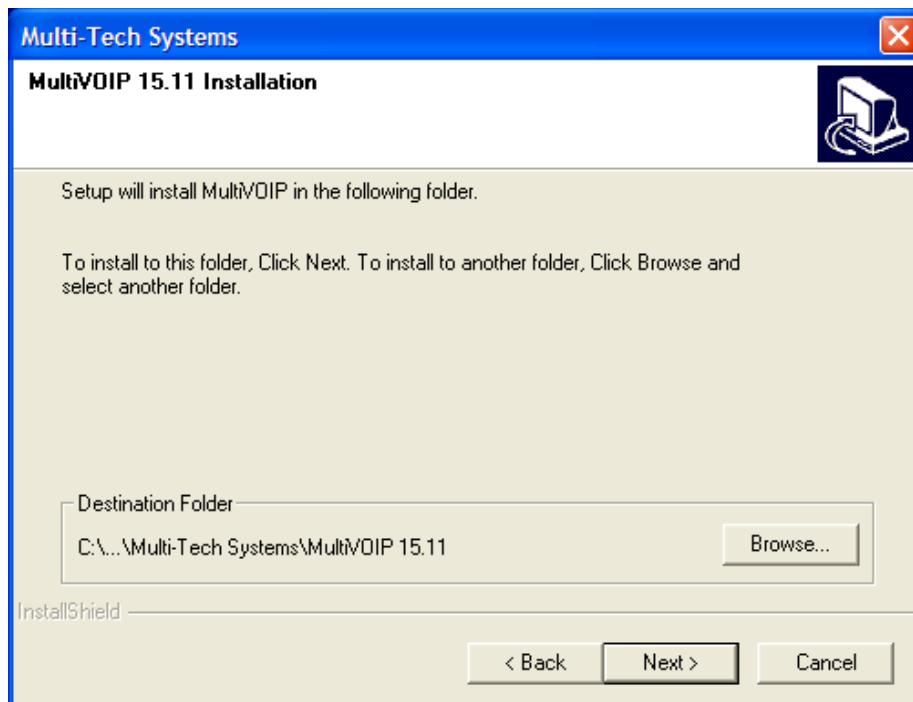 Multi-Tech Systems
MultiVOIP 15.11 Installation
Setup will install MultiVOIP in the following folder.
To install to this folder, Click Next. To install to another folder, Click Browse and
select another folder.
Destination Folder
C:\...\Multi-Tech Systems\MultiVOIP 15.11
Browse...
InstallShield
< Back
Next >
Cancel